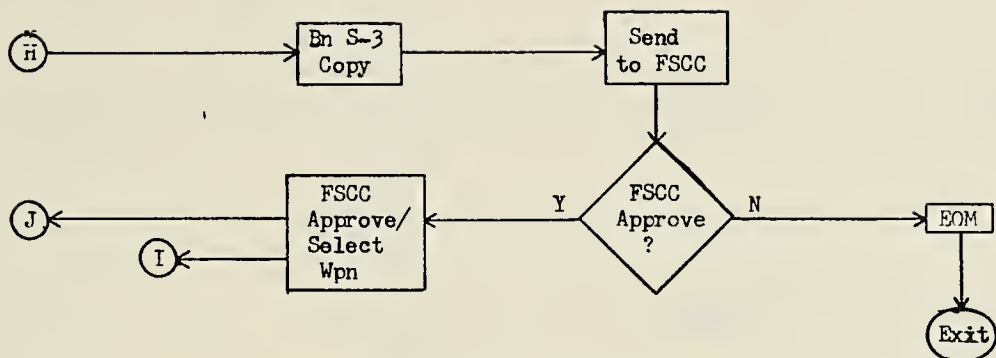 H
Bn S-3
Copy
Send
to FSCC
FSCC
Approve
?
Y
N
FSCC
Approve/
Select
Wpn
J
I
EOM
Exit